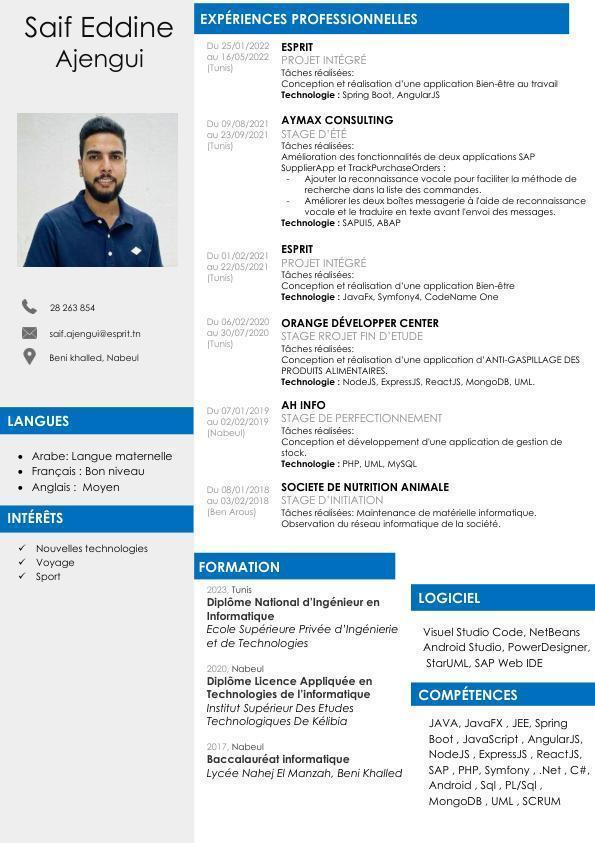 Saif Eddine
Ajengui
28 263 854
saif.ajengui@esprit.tn
Beni khalled, Nabeul
LANGUES
• Arabe: Langue maternelle
• Français : Bon niveau
• Anglais : Moyen
INTÉRÊTS
✓ Nouvelles technologies
✓ Voyage
✓ Sport
EXPÉRIENCES PROFESSIONNELLES
Du 25/01/2022
au 16/05/2022
(Tunis)
ESPRIT
PROJET INTÉGRÉ
Tâches réalisées:
Conception et réalisation d'une application Bien-être au travail
Technologie : Spring Boot, AngularJS
Du 09/08/2021
au 23/09/2021
(Tunis)
AYMAX CONSULTING
STAGE D'ÉTÉ
Tâches réalisées:
Amélioration des fonctionnalités de deux applications SAP
SupplierApp et TrackPurchaseOrders :
- Ajouter la reconnaissance vocale pour faciliter la méthode de
recherche dans la liste des commandes.
- Améliorer les deux boîtes messagerie à l'aide de reconnaissance
vocale et le traduire en texte avant l'envoi des messages.
Technologie : SAPUI5, ABAP
Du 01/02/2021
au 22/05/2021
(Tunis)
ESPRIT
PROJET INTÉGRÉ
Tâches réalisées:
Conception et réalisation d'une application Bien-être
Technologie : JavaFx, Symfony4, CodeName One
Du 06/02/2020
au 30/07/2020
(Tunis)
ORANGE DÉVELOPPER CENTER
STAGE RROJET FIN D'ETUDE
Tâches réalisées:
Conception et réalisation d'une application d'ANTI-GASPILLAGE DES
PRODUITS ALIMENTAIRES.
Technologie : NodeJS, ExpressJS, ReactJS, MongoDB, UML.
Du 07/01/2019
au 02/02/2019
(Nabeul)
AH INFO
STAGE DE PERFECTIONNEMENT
Tâches réalisées:
Conception et développement d'une application de gestion de
stock.
Technologie : PHP, UML, MySQL
Du 08/01/2018
au 03/02/2018
(Ben Arous)
SOCIETE DE NUTRITION ANIMALE
STAGE D'INITIATION
Tâches réalisées: Maintenance de matérielle informatique.
Observation du réseau informatique de la société.
FORMATION
2023, Tunis
Diplôme National d'Ingénieur en
Informatique
Ecole Supérieure Privée d'Ingénierie
et de Technologies
2020, Nabeul
Diplôme Licence Appliquée en
Technologies de l'informatique
Institut Supérieur Des Etudes
Technologiques De Kélibia
2017, Nabeul
Baccalauréat informatique
Lycée Nahej El Manzah, Beni Khalled
LOGICIEL
Visuel Studio Code, NetBeans
Android Studio, PowerDesigner,
StarUML, SAP Web IDE
COMPÉTENCES
JAVA, JavaFX , JEE, Spring
Boot , JavaScript , AngularJS,
NodeJS , ExpressJS , ReactJS,
SAP , PHP, Symfony , .Net , C#,
Android , Sql , PL/Sql ,
MongoDB , UML , SCRUM